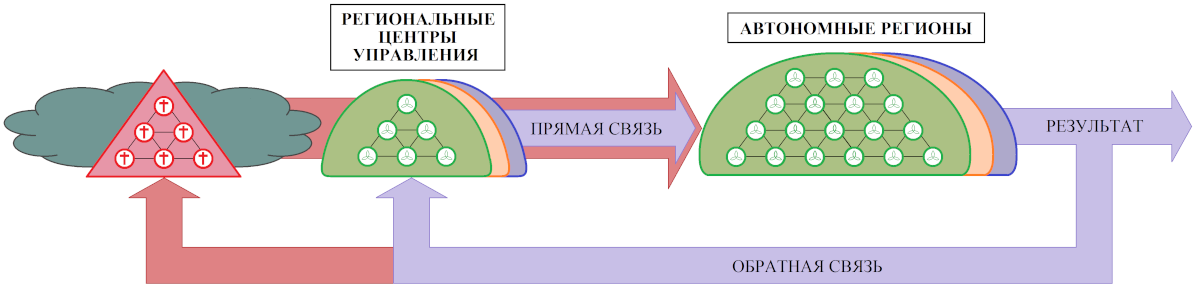 РЕГИОНАЛЬНЫЕ
ЦЕНТРЫ
УПРАВЛЕНИЯ
АВТОНОМНЫЕ РЕГИОНЫ
ПРЯМАЯ СВЯЗЬ
РЕЗУЛЬТАТ
ОБРАТНАЯ СВЯЗЬ